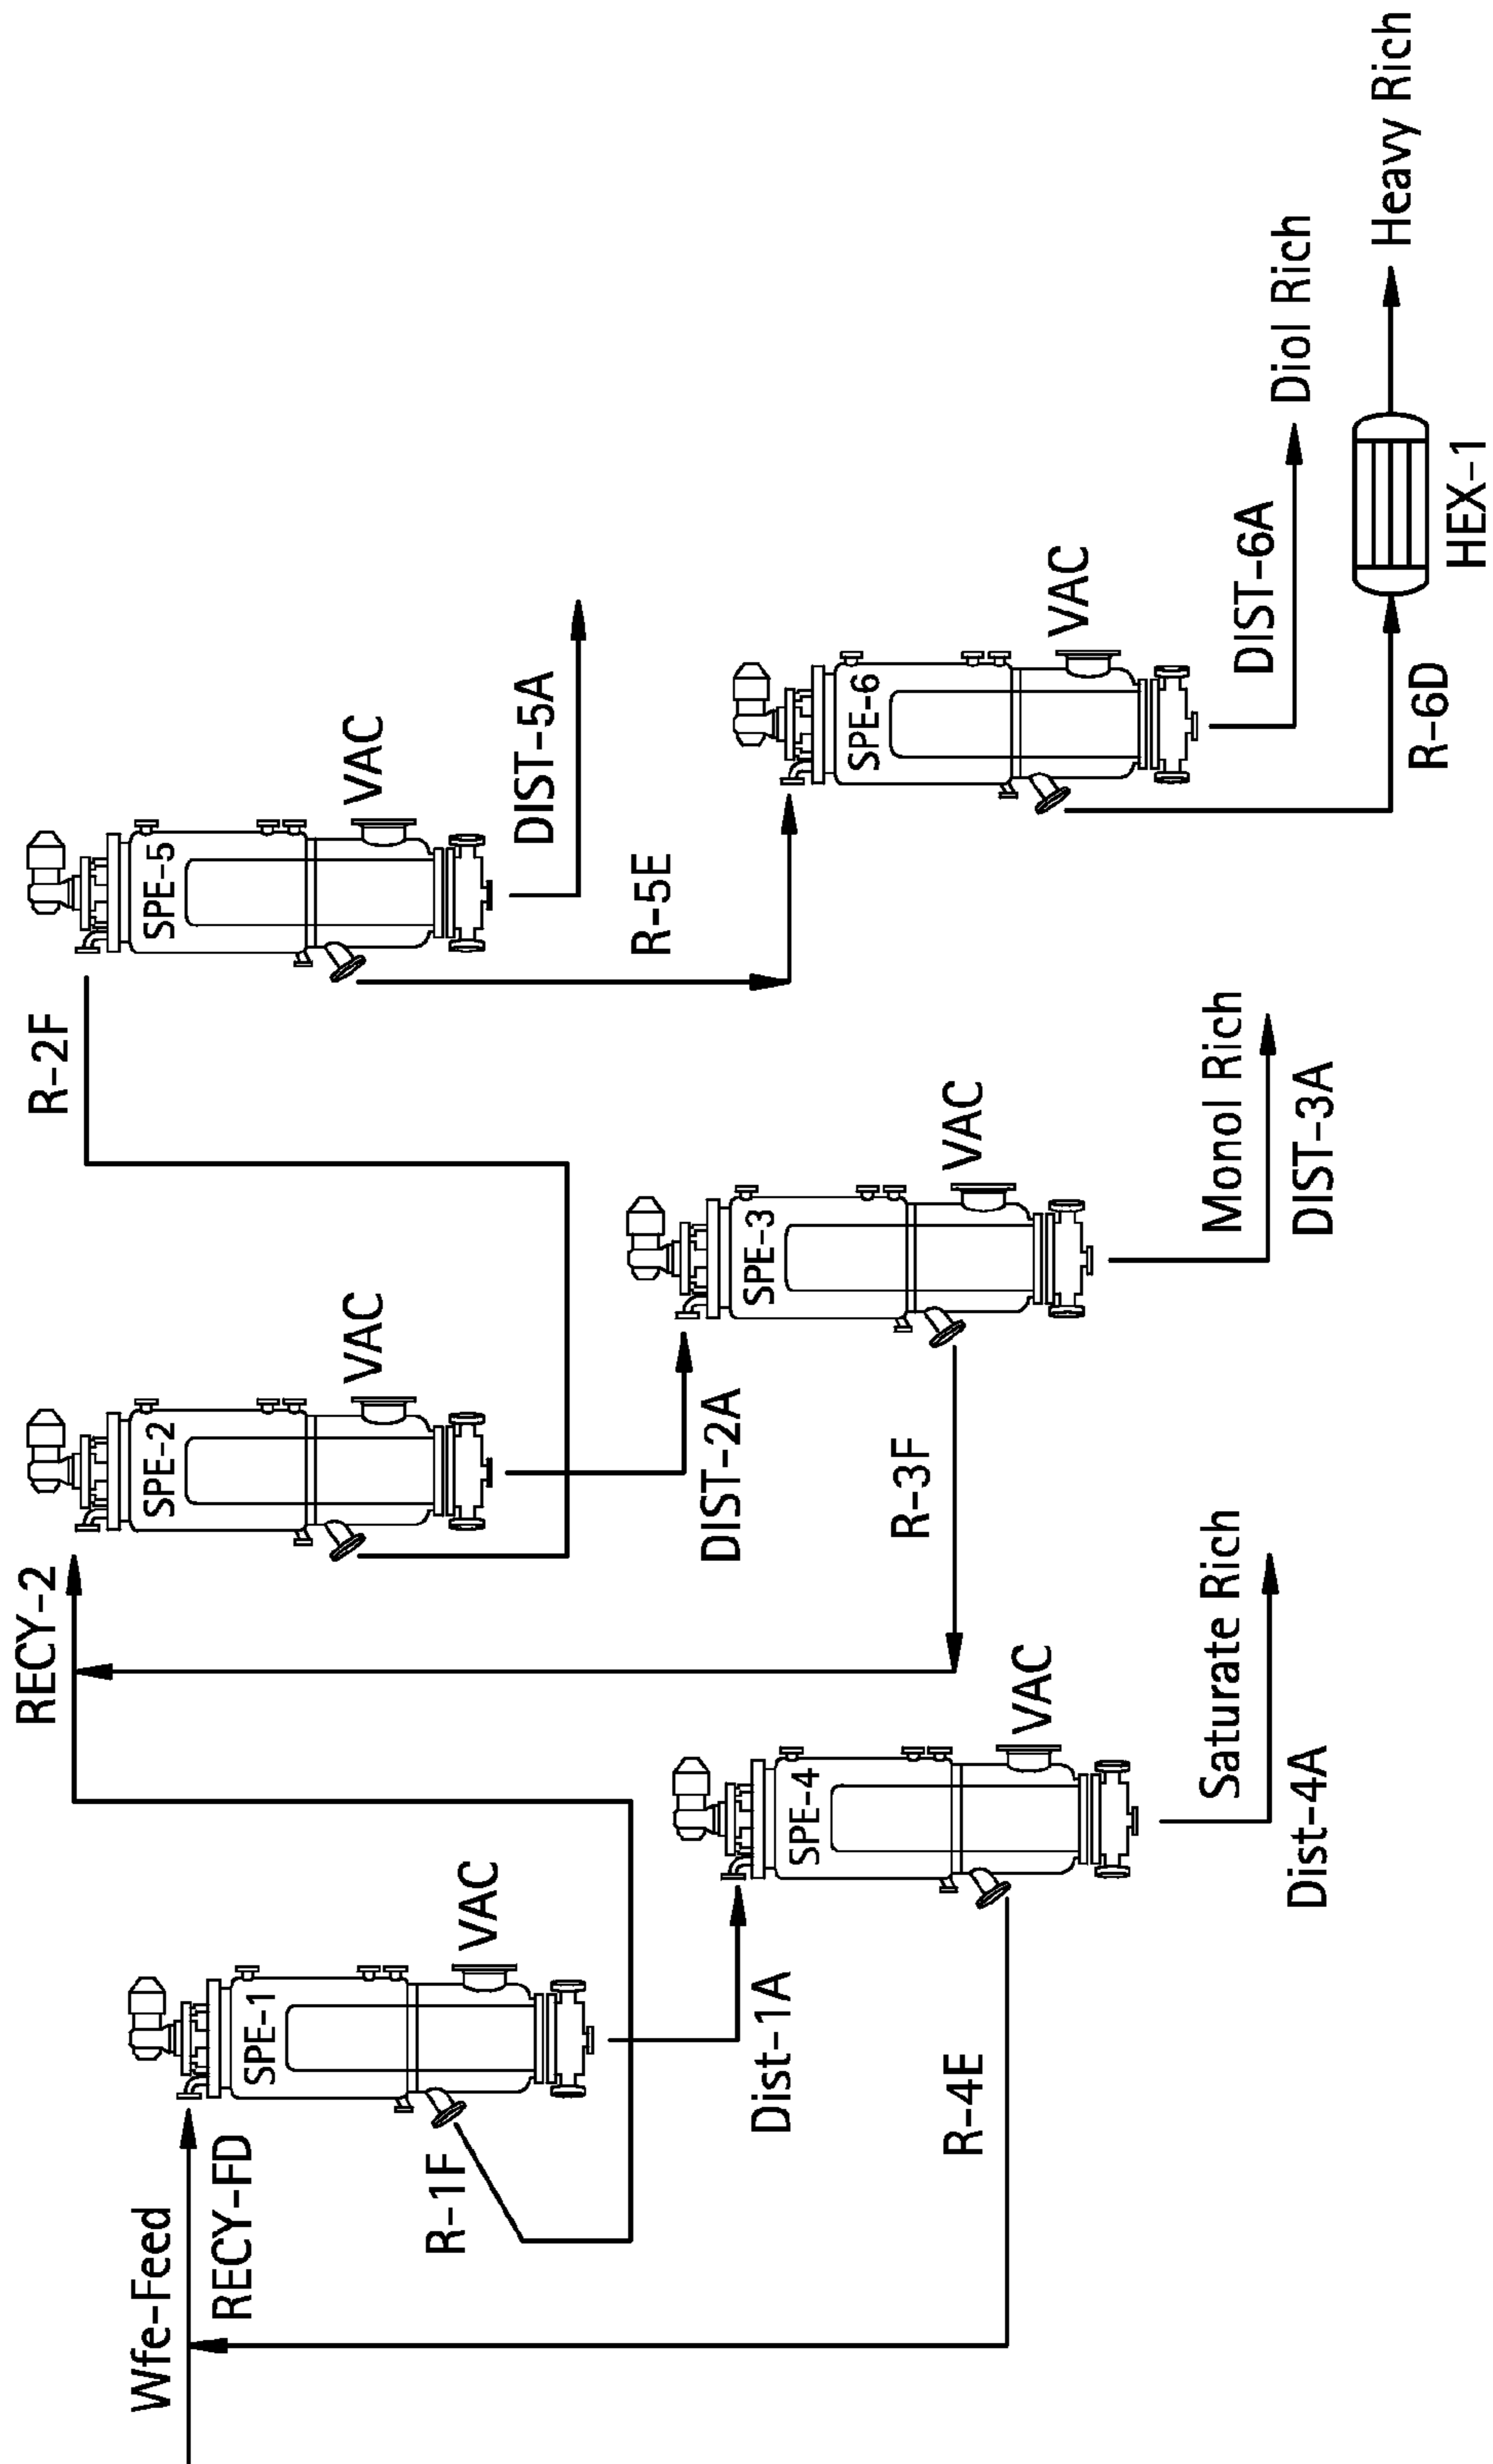 Wfe-Feed
RECY-FD
SPE-1
VAC
R-1F
Dist-1A
R-4E
SPE-4
VAC
Saturate Rich
Dist-4A
RECY-2
SPE-2
VAC
DIST-2A
R-3F
SPE-3
VAC
Monol Rich
DIST-3A
R-2F
SPE-5
VAC
DIST-5A
R-5E
SPE-6
VAC
DIST-6A
Diol Rich
R-6D
HEX-1
Heavy Rich